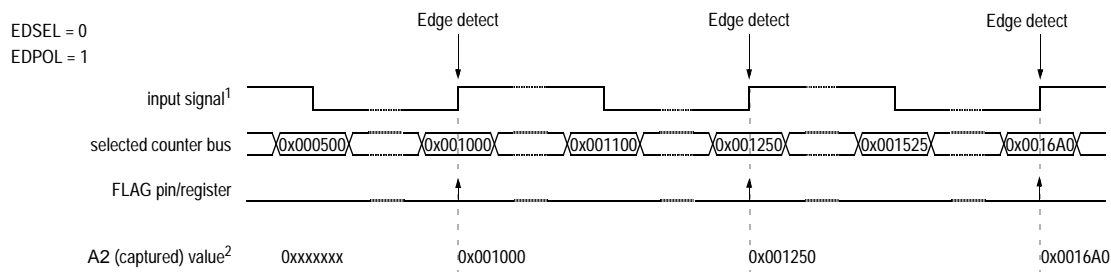 Edge detect Edge detect Edge detect
EDSEL = 0
EDPOL = 1
input signal1
selected counter bus 0x000500 0x001000 0x001100 0x001250 0x001525 0x0016A0
FLAG pin/register
A2 (captured) value2 0xxxxxxx 0x001000 0x001250 0x0016A0